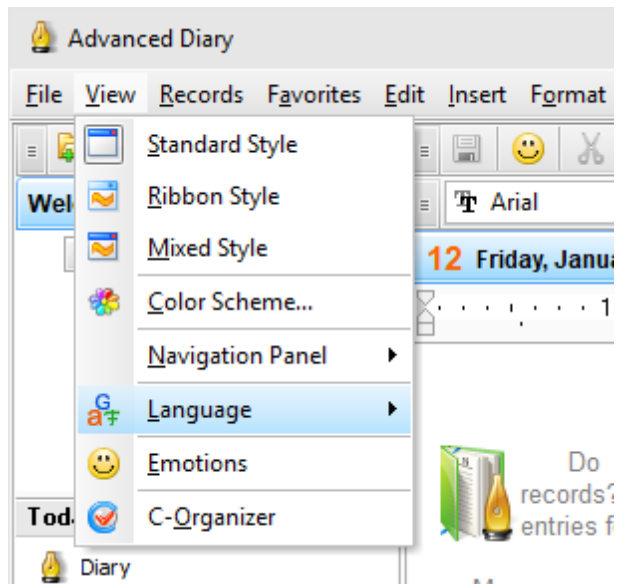 Advanced Diary
File View Records Favorites Edit Insert Format
Standard Style
Ribbon Style
Mixed Style
Color Scheme...
Navigation Panel
Language
Emotions
C-Organizer
Arial
12 Friday,
1
Do
records?
entries
Diary